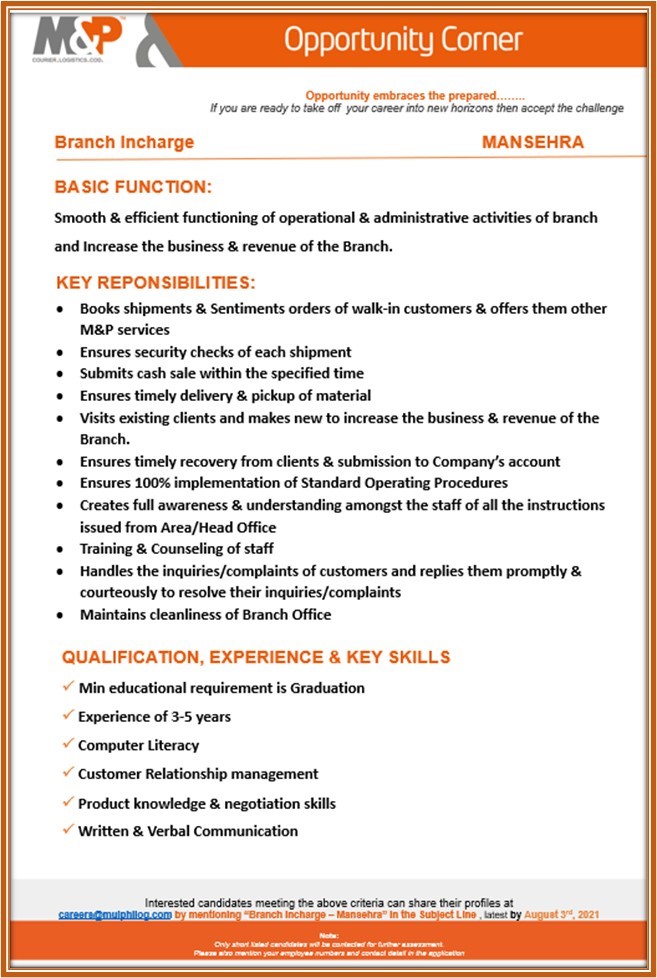 M&P
COURIER.LOGISTICS.COD.
&
Opportunity Corner
Opportunity embraces the prepared........
If you are ready to take off your career into new horizons then accept the challenge
Branch Incharge MANSEHRA
BASIC FUNCTION:
Smooth & efficient functioning of operational & administrative activities of branch
and Increase the business & revenue of the Branch.
KEY REPONSIBILITIES:
• Books shipments & Sentiments orders of walk-in customers & offers them other
M&P services
• Ensures security checks of each shipment
• Submits cash sale within the specified time
• Ensures timely delivery & pickup of material
• Visits existing clients and makes new to increase the business & revenue of the
Branch.
• Ensures timely recovery from clients & submission to Company's account
• Ensures 100% implementation of Standard Operating Procedures
• Creates full awareness & understanding amongst the staff of all the instructions
issued from Area/Head Office
• Training & Counseling of staff
• Handles the inquiries/complaints of customers and replies them promptly &
courteously to resolve their inquiries/complaints
• Maintains cleanliness of Branch Office
QUALIFICATION, EXPERIENCE & KEY SKILLS
✓ Min educational requirement is Graduation
✓ Experience of 3-5 years
✓ Computer Literacy
✓ Customer Relationship management
✓ Product knowledge & negotiation skills
✓ Written & Verbal Communication
Interested candidates meeting the above criteria can share their profiles at
careers@mulphilog.com by mentioning "Branch Incharge – Mansehra" in the Subject Line , latest by August 3rd, 2021
Note:
Only short listed candidates will be contacted for further assessment.
Please also mention your employee numbers and contact detail in the application